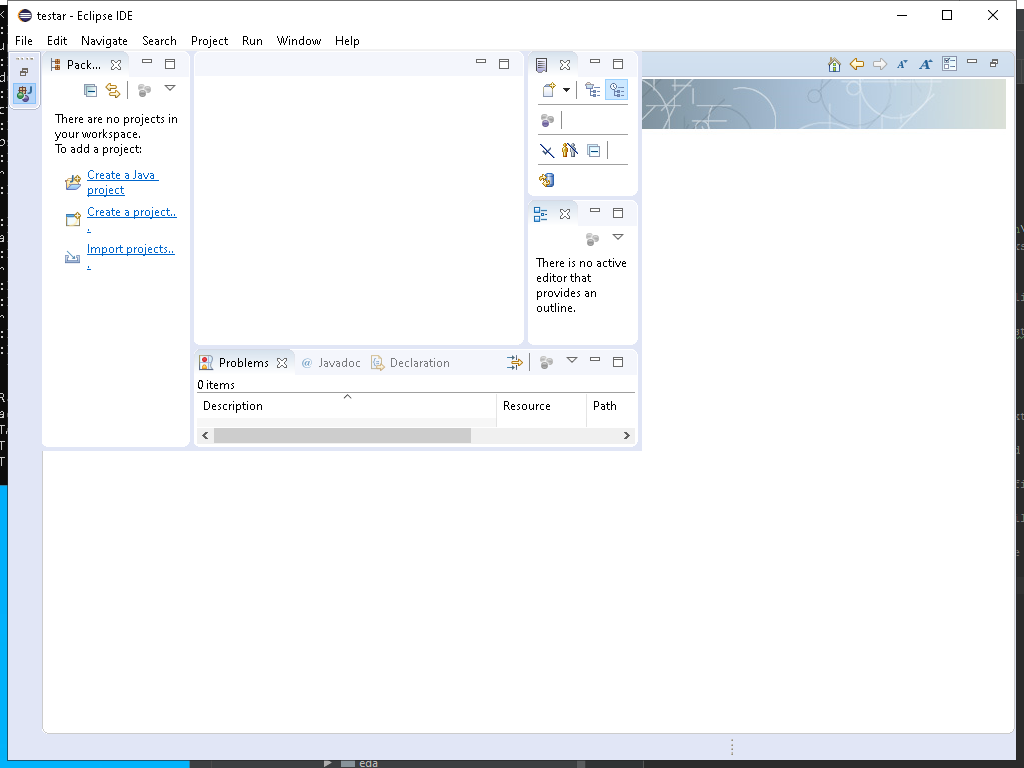 testar - Eclipse IDE
File Edit Navigate Search Project Run Window Help
Pack...
There are no projects in
your workspace.
To add a project:
Create a Java
project
Create a project..
.
Import projects..
.
There is no active
editor that
provides an
outline.
Problems @ Javadoc Declaration
0 items
Description Resource Path
eda